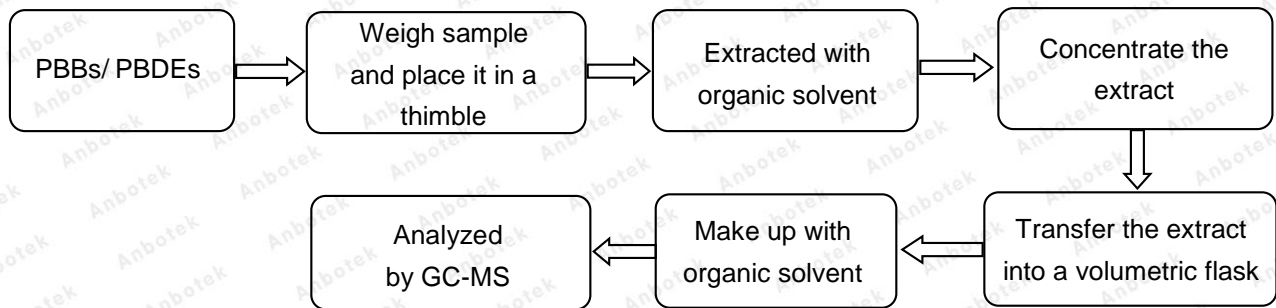 PBBs/ PBDEs
Weigh sample
and place it in a
thimble
Extracted with
organic solvent
Concentrate the
extract
Transfer the extract
into a volumetric flask
Make up with
organic solvent
Analyzed
by GC-MS
Anbotek